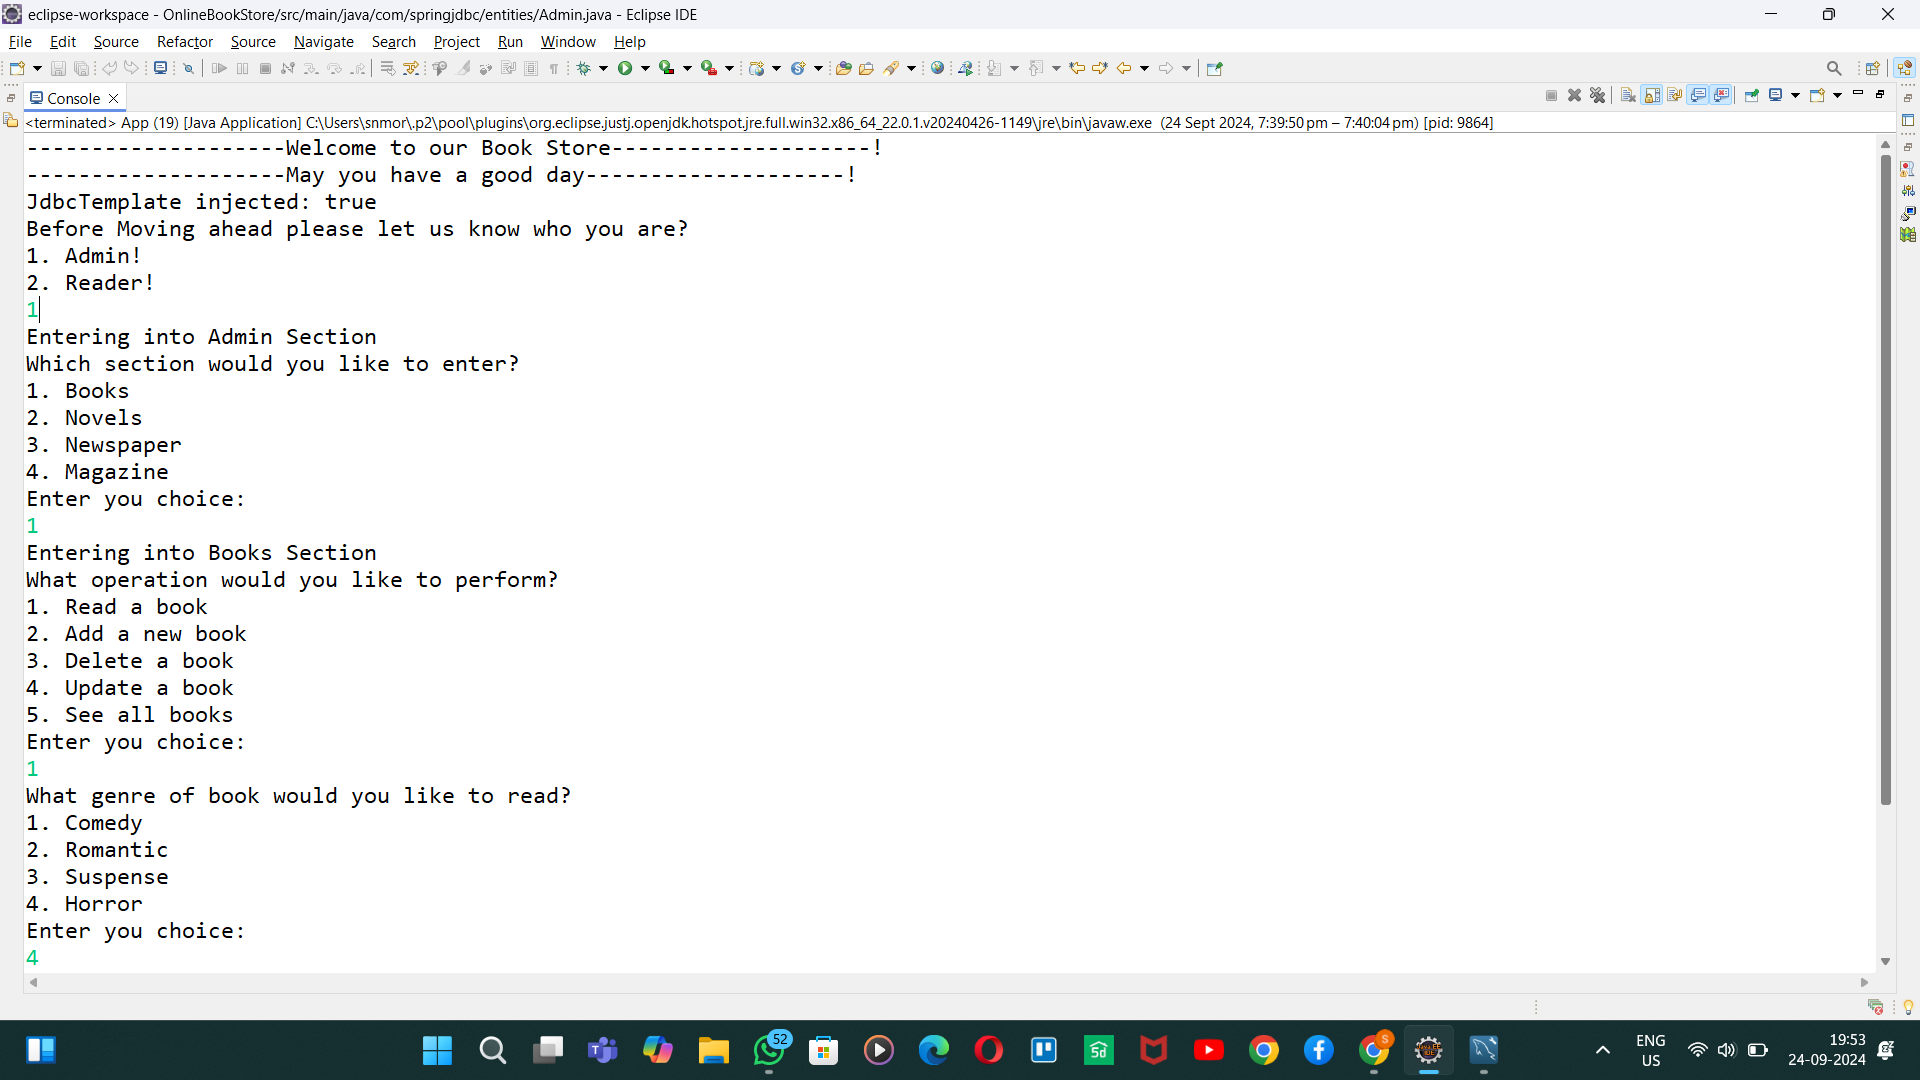 eclipse-workspace - OnlineBookStore/src/main/java/com/springjdbc/entities/Admin.java - Eclipse IDE
File Edit Source Refactor Source Navigate Search Project Run Window Help
Console
<terminated> App (19) [Java Application] C:\Users\snmor\.p2\pool\plugins\org.eclipse.justj.openjdk.hotspot.jre.full.win32.x86_64_22.0.1.v20240426-1149\jre\bin\javaw.exe (24 Sept 2024, 7:39:50 pm – 7:40:04 pm) [pid: 9864]
--------------------Welcome to our Book Store--------------------!
--------------------May you have a good day--------------------!
JdbcTemplate injected: true
Before Moving ahead please let us know who you are?
1. Admin!
2. Reader!
1
Entering into Admin Section
Which section would you like to enter?
1. Books
2. Novels
3. Newspaper
4. Magazine
Enter you choice:
1
Entering into Books Section
What operation would you like to perform?
1. Read a book
2. Add a new book
3. Delete a book
4. Update a book
5. See all books
Enter you choice:
1
What genre of book would you like to read?
1. Comedy
2. Romantic
3. Suspense
4. Horror
Enter you choice:
4
52
S
ENG
US
19:53
24-09-2024